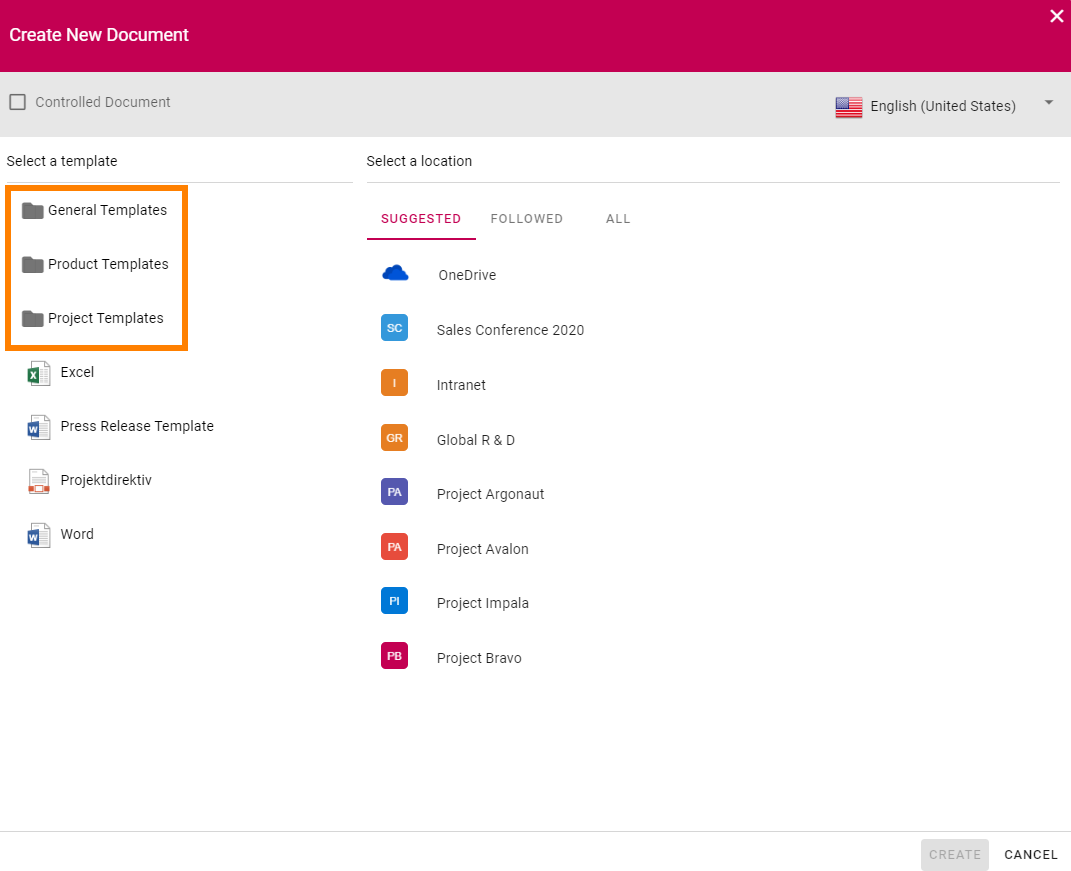 Create New Document
Controlled Document
English (United States)
Select a template
General Templates
Product Templates
Project Templates
Excel
Press Release Template
Projektdirektiv
Word
Select a location
SUGGESTED FOLLOWED ALL
OneDrive
SC Sales Conference 2020
I Intranet
GR Global R & D
PA Project Argonaut
PA Project Avalon
PI Project Impala
PB Project Bravo
CREATE CANCEL